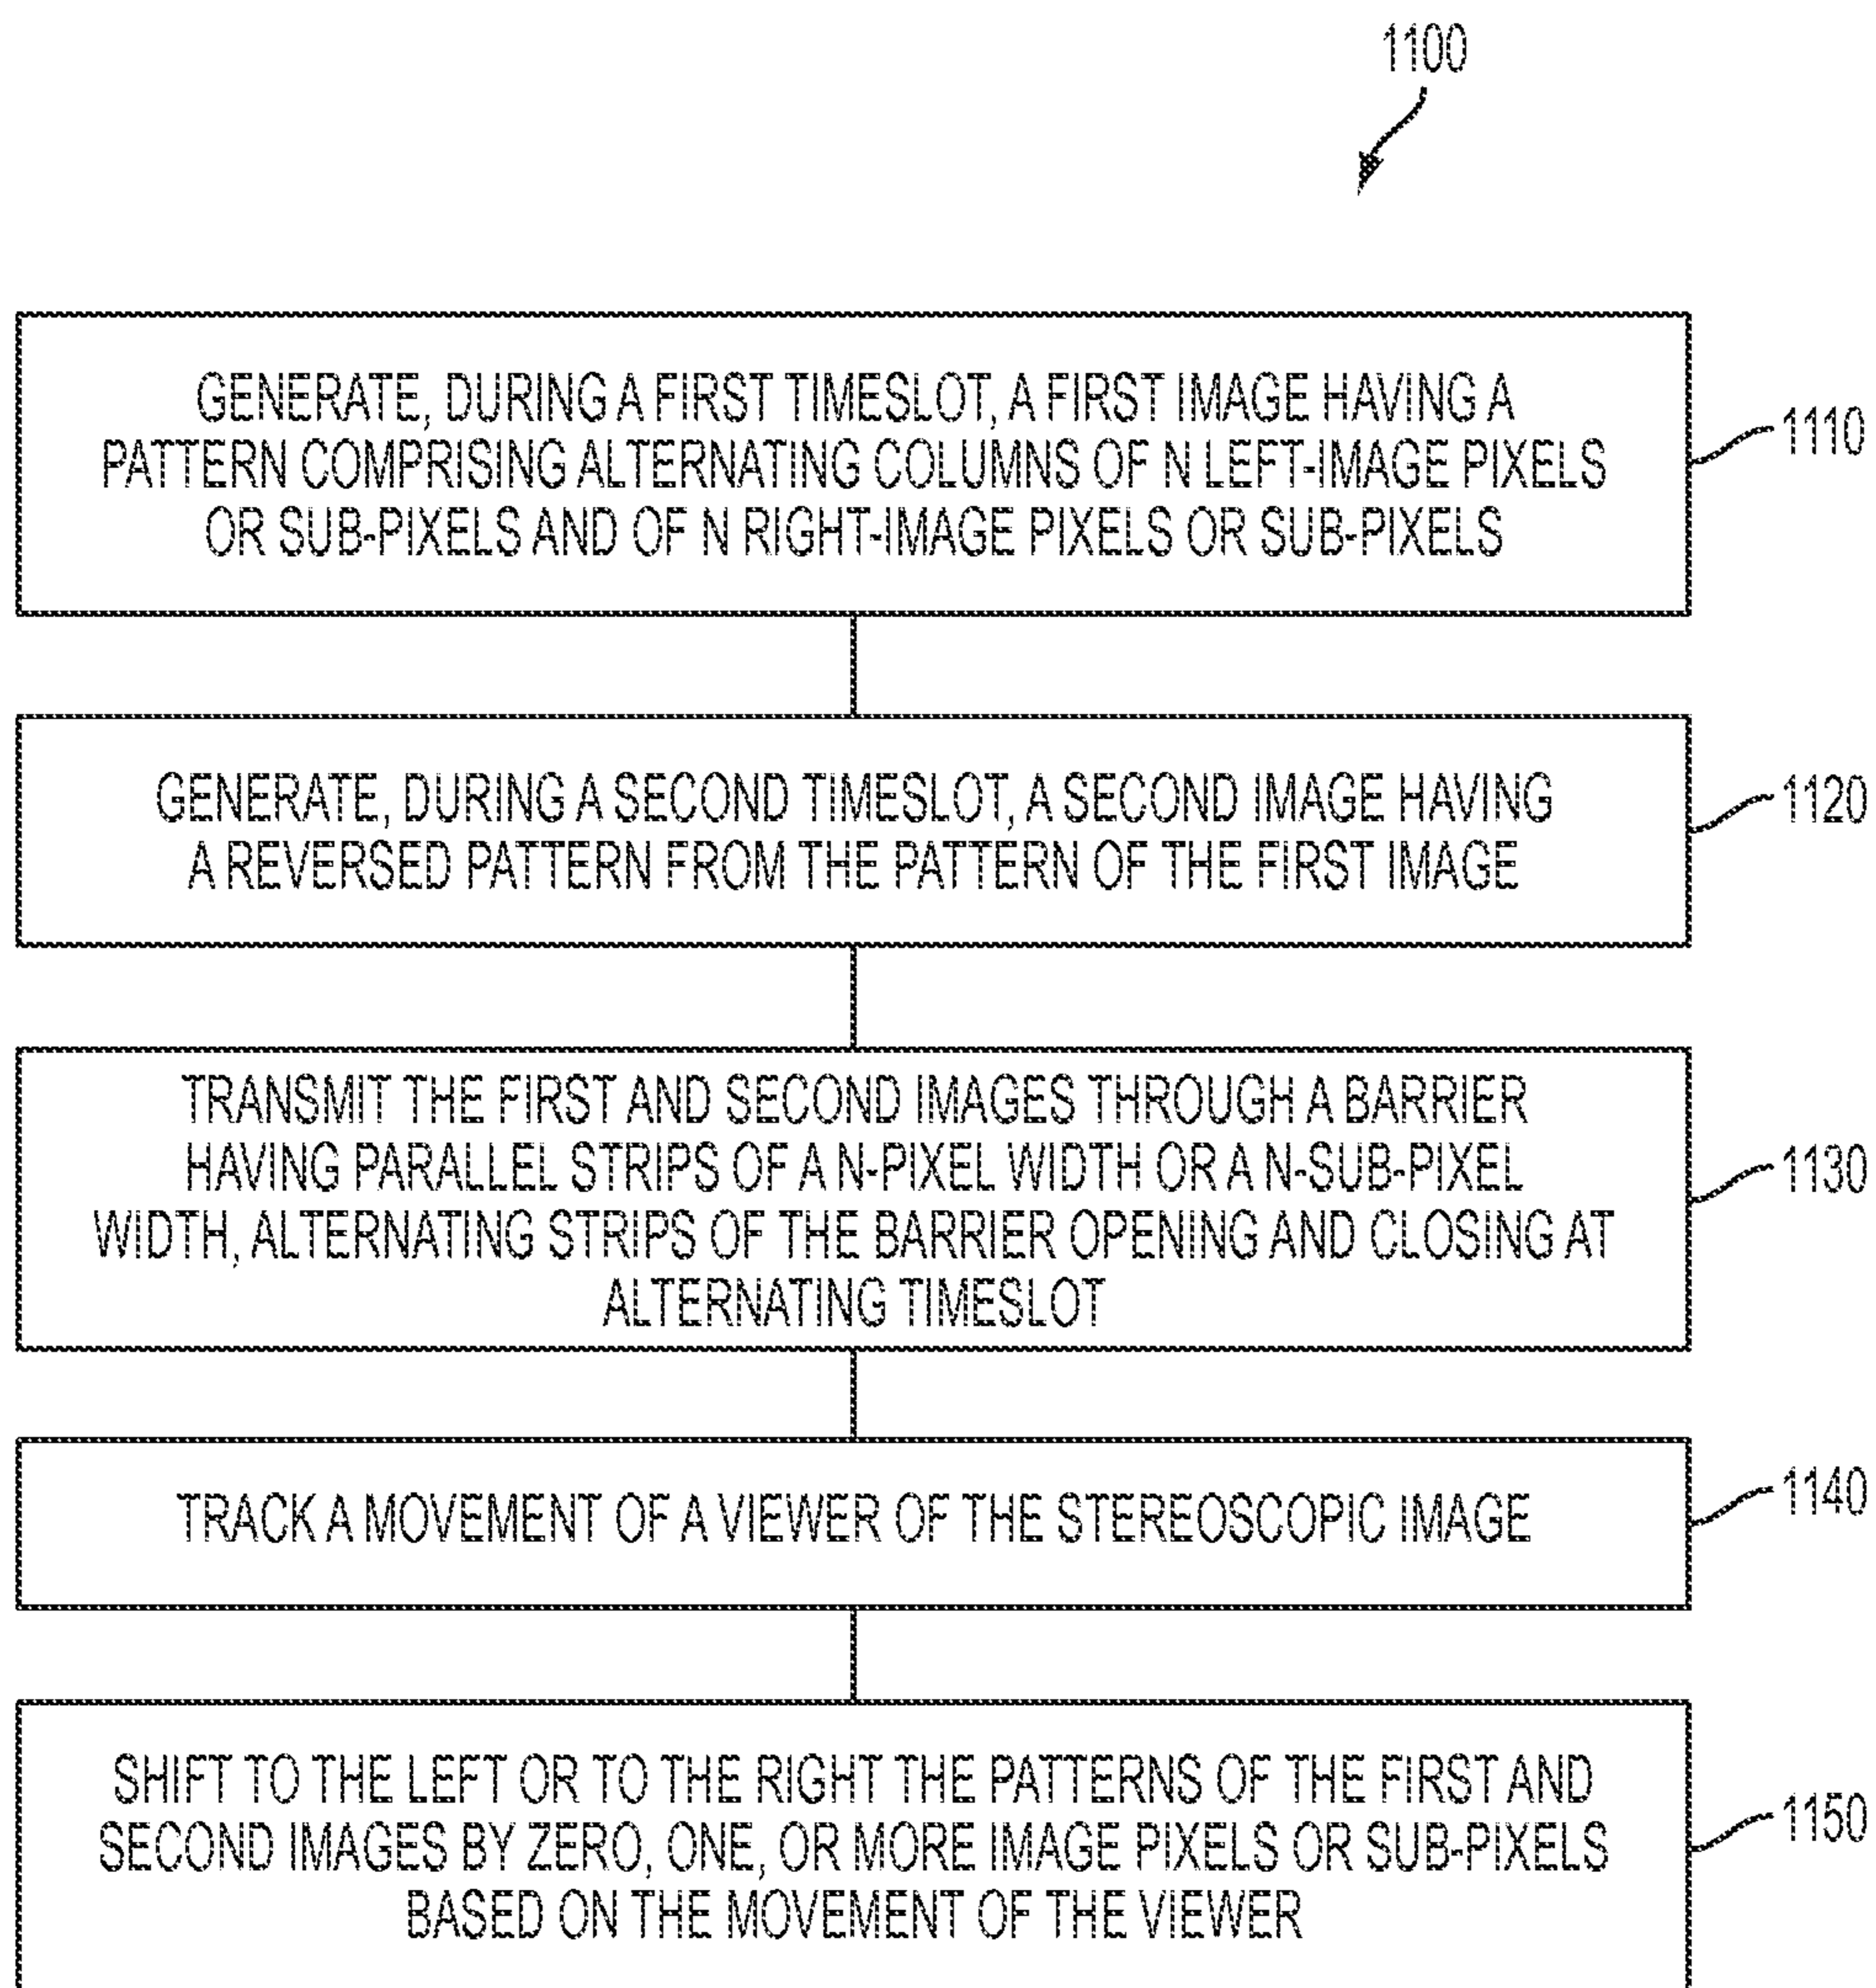 1100
GENERATE, DURING A FIRST TIMESLOT, A FIRST IMAGE HAVING A
PATTERN COMPRISING ALTERNATING COLUMNS OF N LEFT-IMAGE PIXELS
OR SUB-PIXELS AND OF N RIGHT-IMAGE PIXELS OR SUB-PIXELS
1110
GENERATE, DURING A SECOND TIMESLOT, A SECOND IMAGE HAVING
A REVERSED PATTERN FROM THE PATTERN OF THE FIRST IMAGE
1120
TRANSMIT THE FIRST AND SECOND IMAGES THROUGH A BARRIER
HAVING PARALLEL STRIPS OF A N-PIXEL WIDTH OR A N-SUB-PIXEL
WIDTH, ALTERNATING STRIPS OF THE BARRIER OPENING AND CLOSING AT
ALTERNATING TIMESLOT
1130
TRACK A MOVEMENT OF A VIEWER OF THE STEREOSCOPIC IMAGE
1140
SHIFT TO THE LEFT OR TO THE RIGHT THE PATTERNS OF THE FIRST AND
SECOND IMAGES BY ZERO, ONE, OR MORE IMAGE PIXELS OR SUB-PIXELS
BASED ON THE MOVEMENT OF THE VIEWER
1150